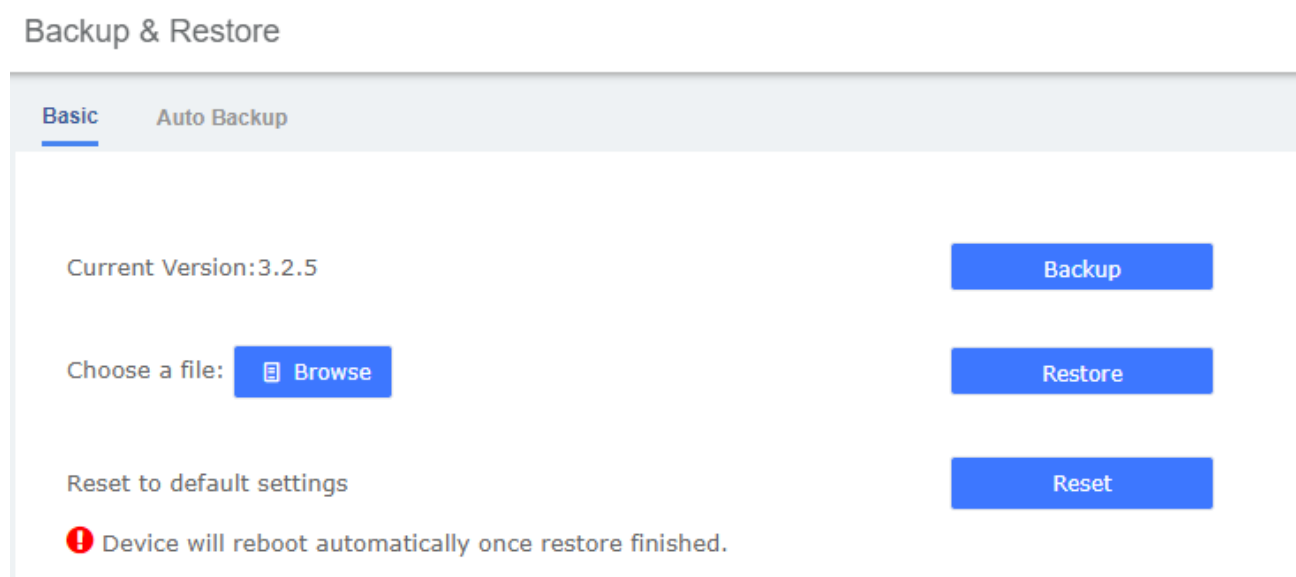 Backup & Restore
Basic Auto Backup
Current Version:3.2.5 Backup
Choose a file: Browse Restore
Reset to default settings Reset
Device will reboot automatically once restore finished.